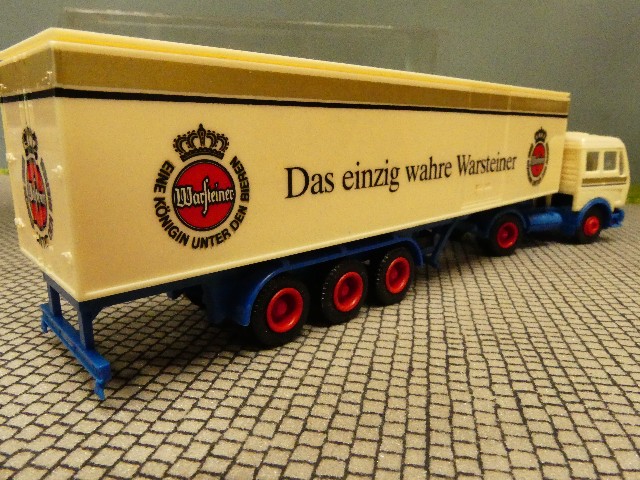 Warsteiner
EINE KÖNIGIN UNTER DEN BIEREN
Das einzig wahre Warsteiner